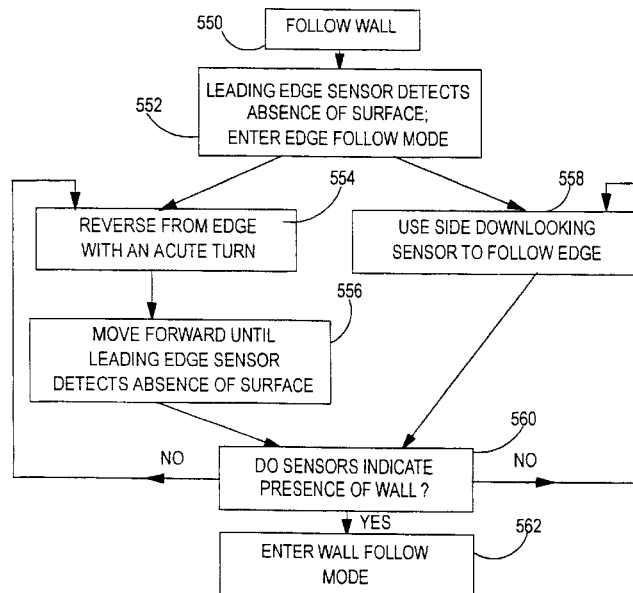 550
FOLLOW WALL
552
LEADING EDGE SENSOR DETECTS
ABSENCE OF SURFACE;
ENTER EDGE FOLLOW MODE
554
REVERSE FROM EDGE
WITH AN ACUTE TURN
558
USE SIDE DOWNLOOKING
SENSOR TO FOLLOW EDGE
556
MOVE FORWARD UNTIL
LEADING EDGE SENSOR
DETECTS ABSENCE OF SURFACE
560
NO
DO SENSORS INDICATE
PRESENCE OF WALL ?
NO
YES
562
ENTER WALL FOLLOW
MODE